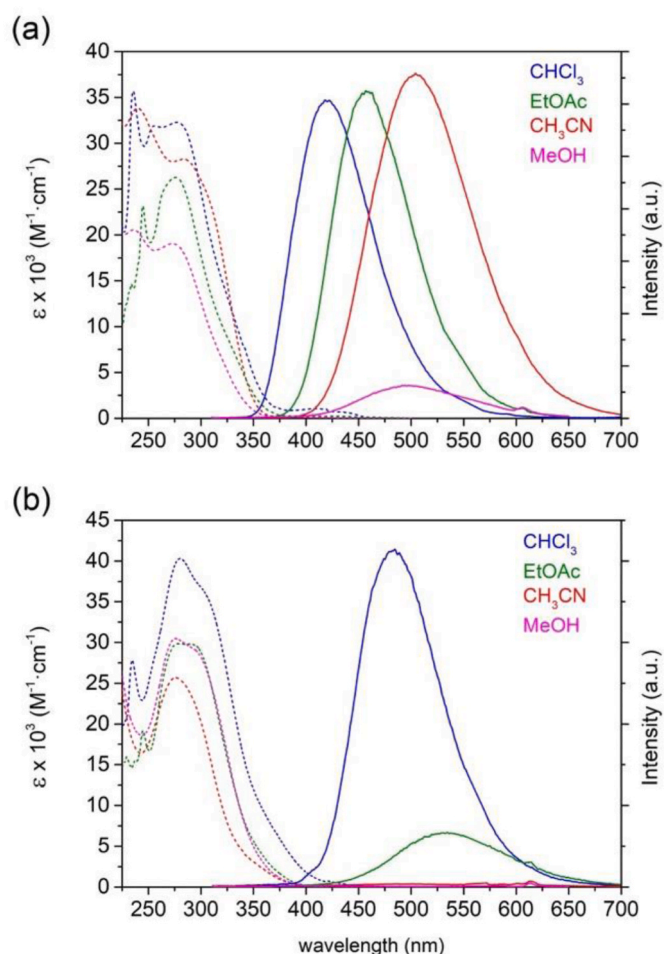 (a)
40
35
30
25
20
15
10
5
0
ε x 10³ (M⁻¹·cm⁻¹)
CHCl₃
EtOAc
CH₃CN
MeOH
Intensity (a.u.)
250 300 350 400 450 500 550 600 650 700
(b)
45
40
35
30
25
20
15
10
5
0
ε x 10³ (M⁻¹·cm⁻¹)
CHCl₃
EtOAc
CH₃CN
MeOH
Intensity (a.u.)
250 300 350 400 450 500 550 600 650 700
wavelength (nm)